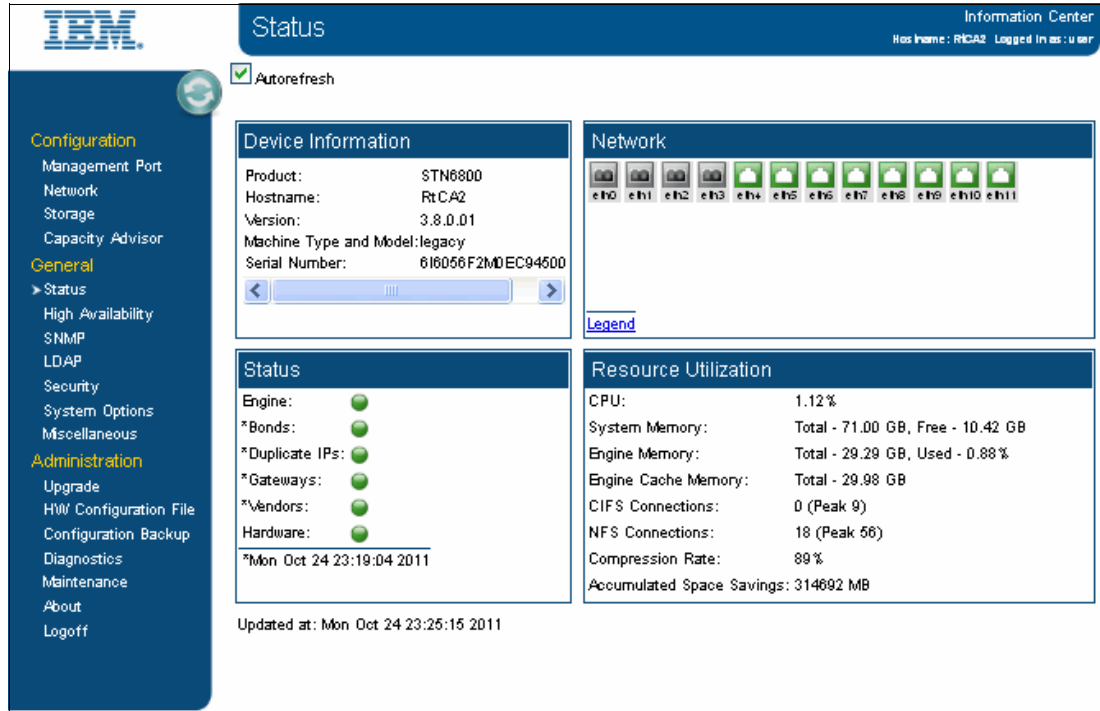 IBM.
Status
Information Center
Hostname: RtCA2 Logged in as: user
Autorefresh
Configuration
Management Port
Network
Storage
Capacity Advisor
General
➤Status
High Availability
SNMP
LDAP
Security
System Options
Miscellaneous
Administration
Upgrade
HW Configuration File
Configuration Backup
Diagnostics
Maintenance
About
Logoff
Device Information
Product: STN6800
Hostname: RtCA2
Version: 3.8.0.01
Machine Type and Model:legacy
Serial Number: 6I6056F2M0EC94500
Network
eth0 eth1 eth2 eth3 eth4 eth5 eth6 eth7 eth8 eth9 eth10 eth11
Legend
Status
Engine:
*Bonds:
*Duplicate IPs:
*Gateways:
*Vendors:
Hardware:
*Mon Oct 24 23:19:04 2011
Resource Utilization
CPU: 1.12%
System Memory: Total - 71.00 GB, Free - 10.42 GB
Engine Memory: Total - 29.29 GB, Used - 0.88%
Engine Cache Memory: Total - 29.98 GB
CIFS Connections: 0 (Peak 9)
NFS Connections: 18 (Peak 56)
Compression Rate: 89%
Accumulated Space Savings: 314692 MB
Updated at: Mon Oct 24 23:25:15 2011